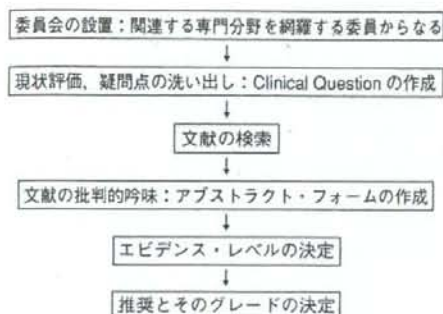 委員会の設置：関連する専門分野を網羅する委員からなる
現状評価、疑問点の洗い出し：Clinical Question の作成
文献の検索
文献の批判的吟味：アブストラクト・フォームの作成
エビデンス・レベルの決定
推奨とそのグレードの決定